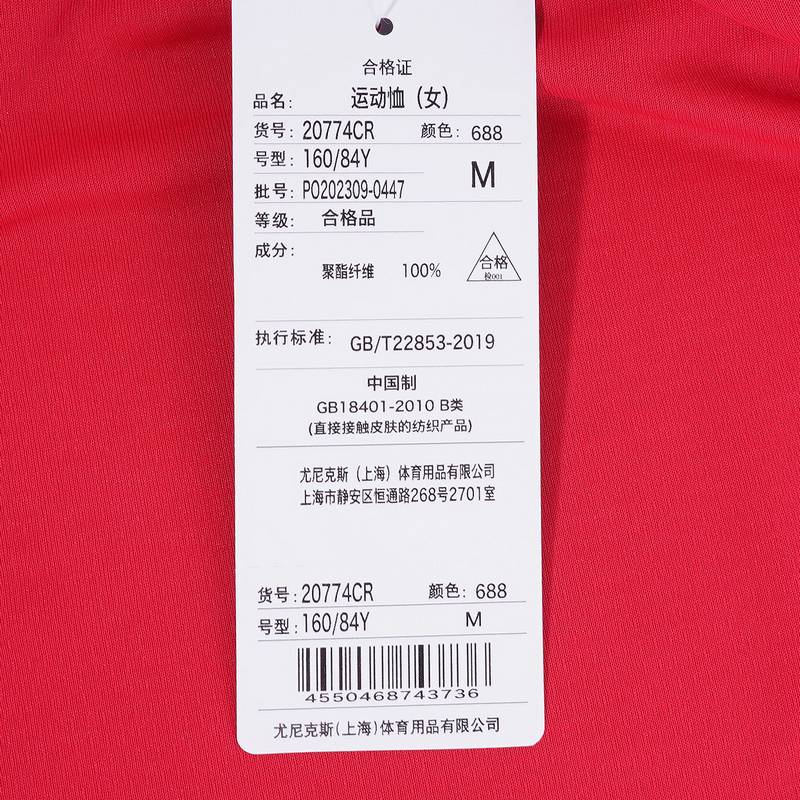 合格证
品名: 运动恤(女)
货号: 20774CR 颜色: 688
号型: 160/84Y M
批号: PO202309-0447
等级: 合格品
成分:
聚酯纤维 100%
合格
检001
执行标准: GB/T22853-2019
中国制
GB18401-2010 B类
(直接接触皮肤的纺织产品)
尤尼克斯(上海)体育用品有限公司
上海市静安区恒通路268号2701室
货号: 20774CR 颜色: 688
号型: 160/84Y M
4550468743736
尤尼克斯(上海)体育用品有限公司